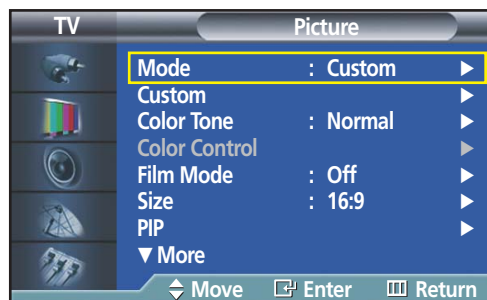 TV Picture
Mode : Custom ▶
Custom ▶
Color Tone : Normal ▶
Color Control ▶
Film Mode : Off ▶
Size : 16:9 ▶
PIP ▶
▼More
Move Enter Return